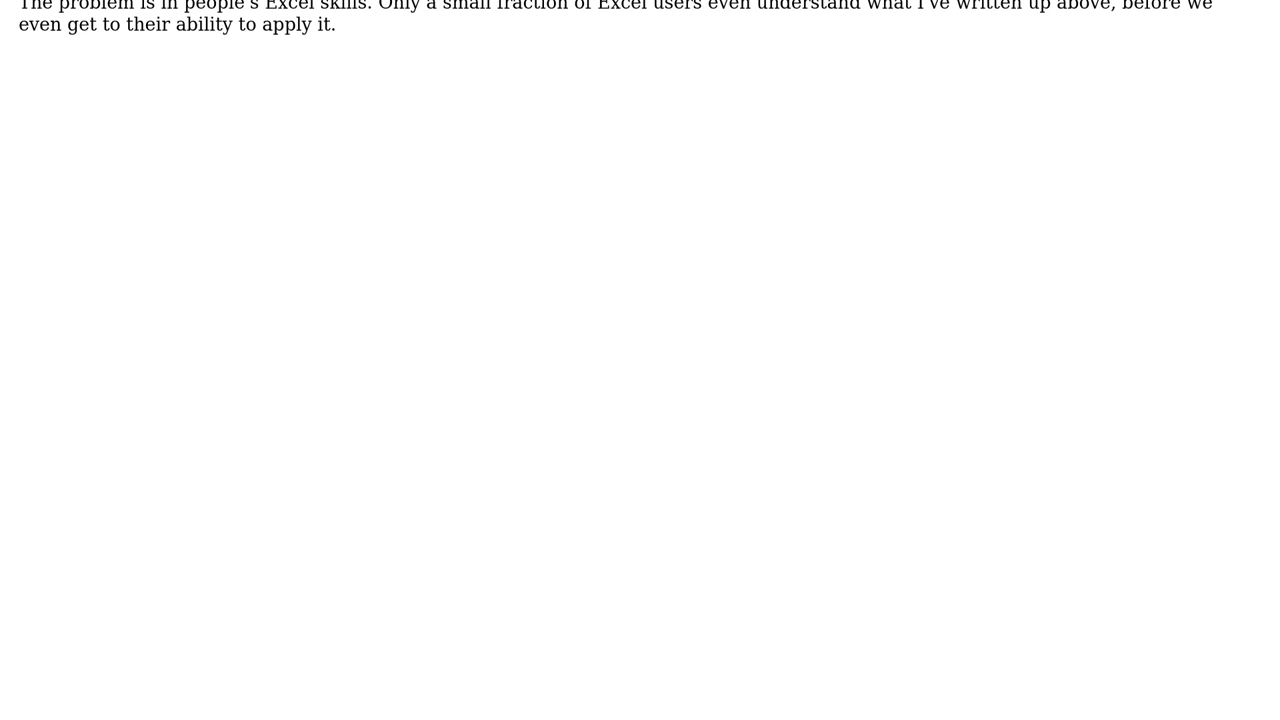 The problem is in people's Excel skills. Only a small fraction of Excel users even understand what I've written up above, before we
even get to their ability to apply it.